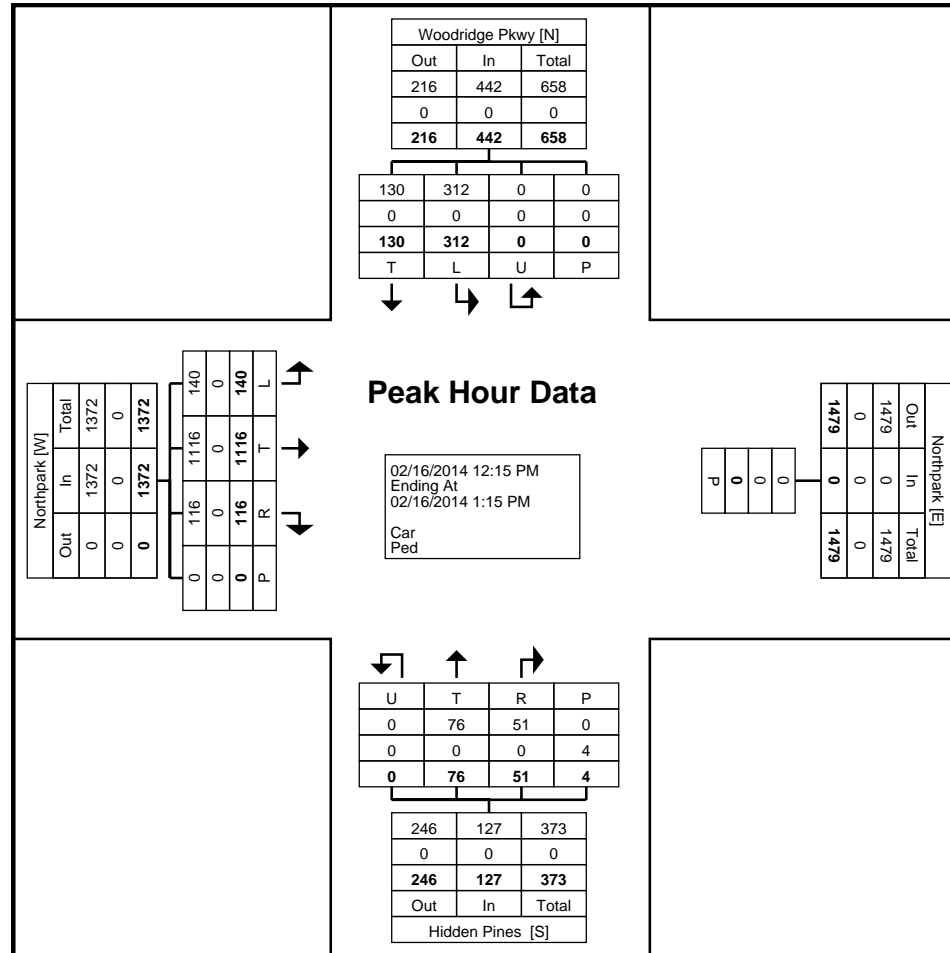 Woodridge Pkwy [N]
Out In Total
216 442 658
0 0 0
216 442 658
130 312 0 0
0 0 0 0
130 312 0 0
T L U P
Northpark [W]
Out In Total
0 1372 1372
0 0 0
0 1372 1372
140 0 140 L
1116 0 1116 T
116 0 116 R
0 0 0 P
Peak Hour Data
02/16/2014 12:15 PM
Ending At
02/16/2014 1:15 PM
Car
Ped
0
0
0
P
Northpark [E]
Out In Total
1479 0 1479
0 0 0
1479 0 1479
U T R P
0 76 51 0
0 0 0 4
0 76 51 4
246 127 373
0 0 0
246 127 373
Out In Total
Hidden Pines [S]